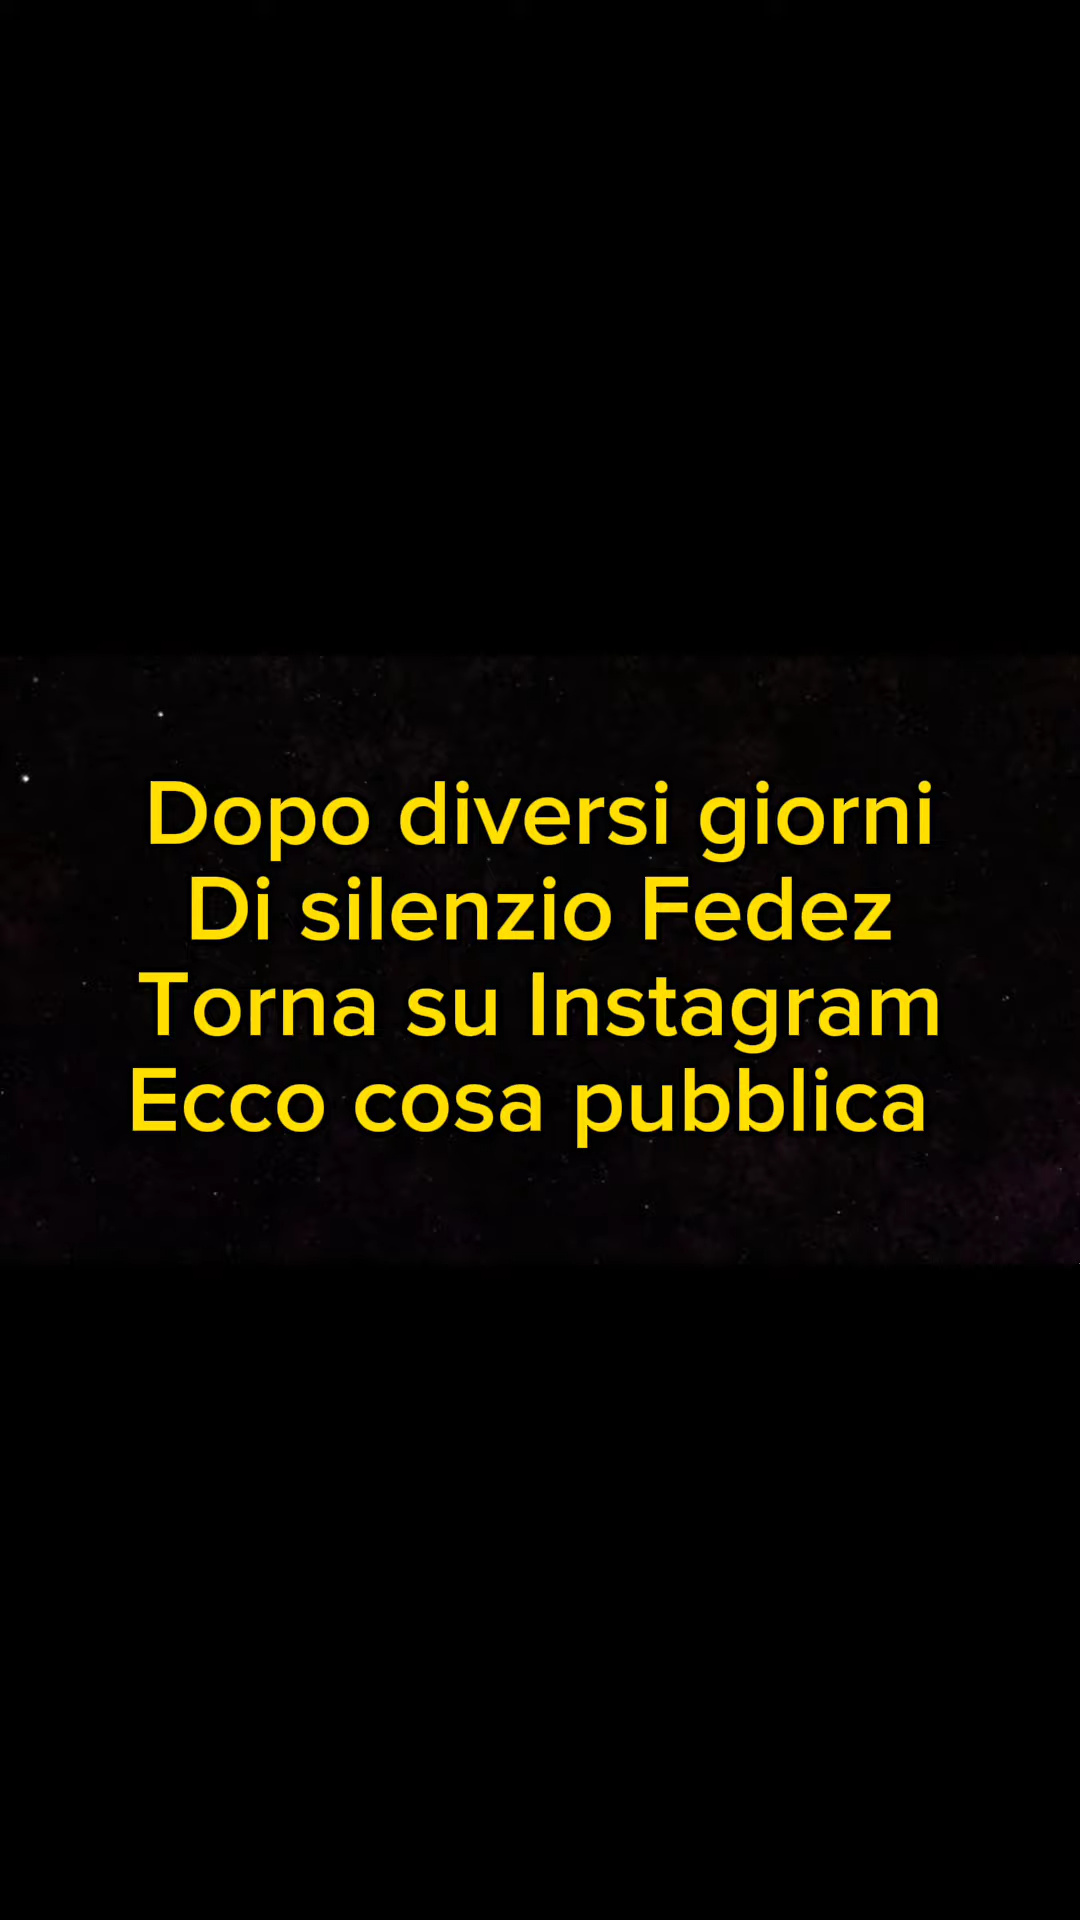 Dopo diversi giorni
Di silenzio Fedez
Torna su Instagram
Ecco cosa pubblica